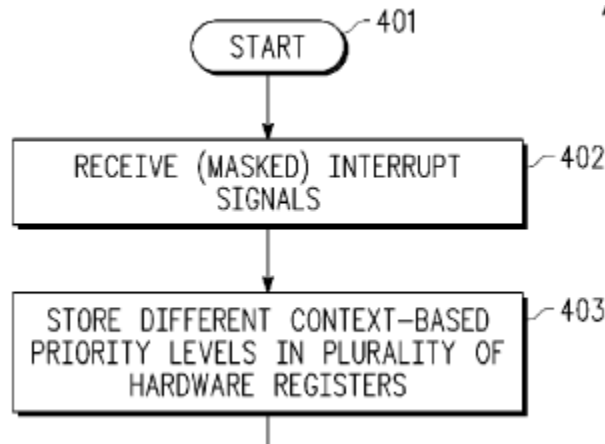 START
401
RECEIVE (MASKED) INTERRUPT
SIGNALS
402
STORE DIFFERENT CONTEXT-BASED
PRIORITY LEVELS IN PLURALITY OF
HARDWARE REGISTERS
403